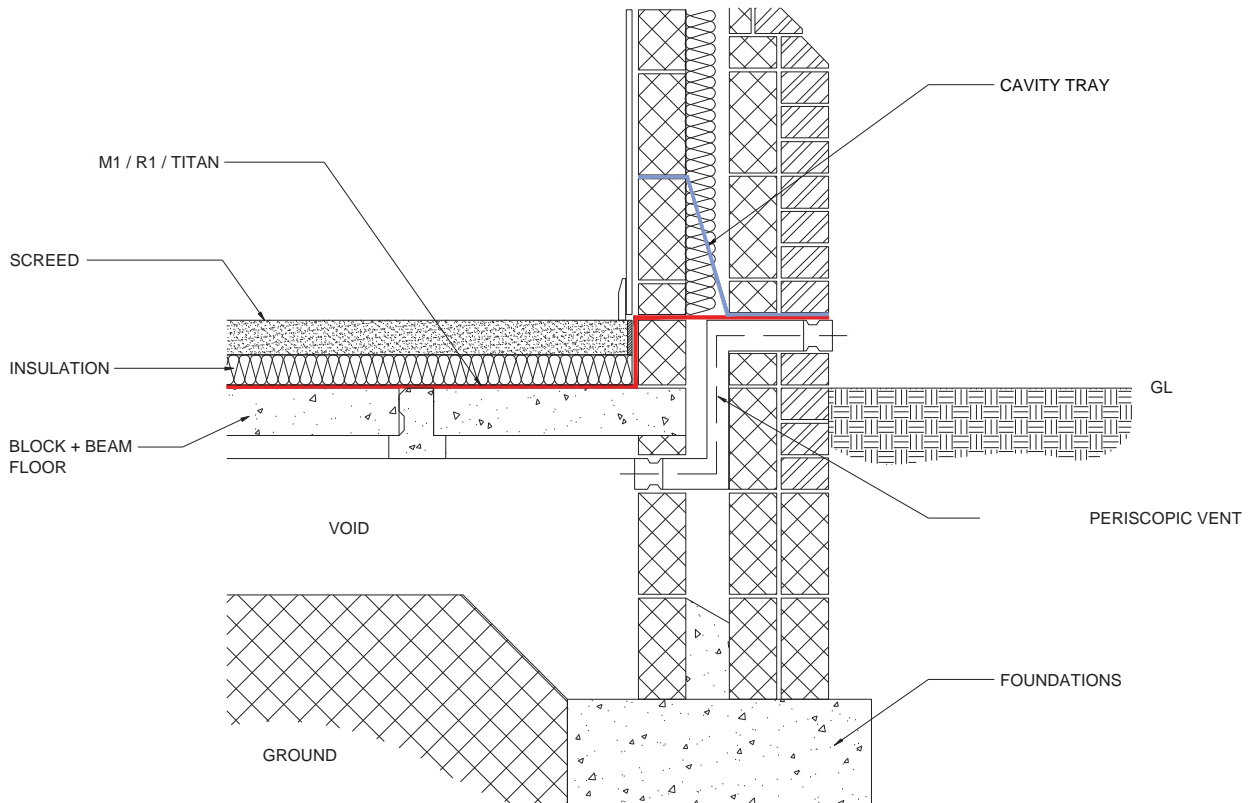 CAVITY TRAY
M1 / R1 / TITAN
SCREED
INSULATION
GL
BLOCK + BEAM
FLOOR
PERISCOPIC VENT
VOID
FOUNDATIONS
GROUND